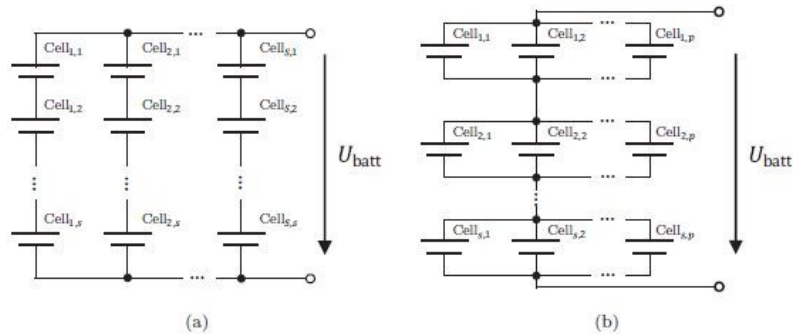 ...
Cell1,1 Cell2,1 CellS,1
Cell1,2 Cell2,2 CellS,2
Ubatt
Cell1,s Cell2,s CellS,s
...
(a)
...
Cell1,1 Cell1,2 Cell1,p
...
...
Cell2,1 Cell2,2 Cell2,p
Ubatt
...
...
Cells,1 Cells,2 Cells,p
...
(b)